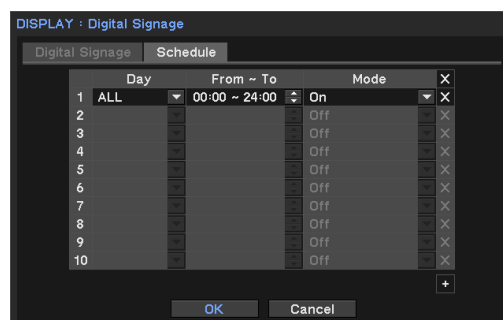 DISPLAY : Digital Signage
Digital Signage Schedule
Day From ~ To Mode X
1 ALL 00:00 ~ 24:00 On X
2 Off X
3 Off X
4 Off X
5 Off X
6 Off X
7 Off X
8 Off X
9 Off X
10 Off X
+
OK Cancel